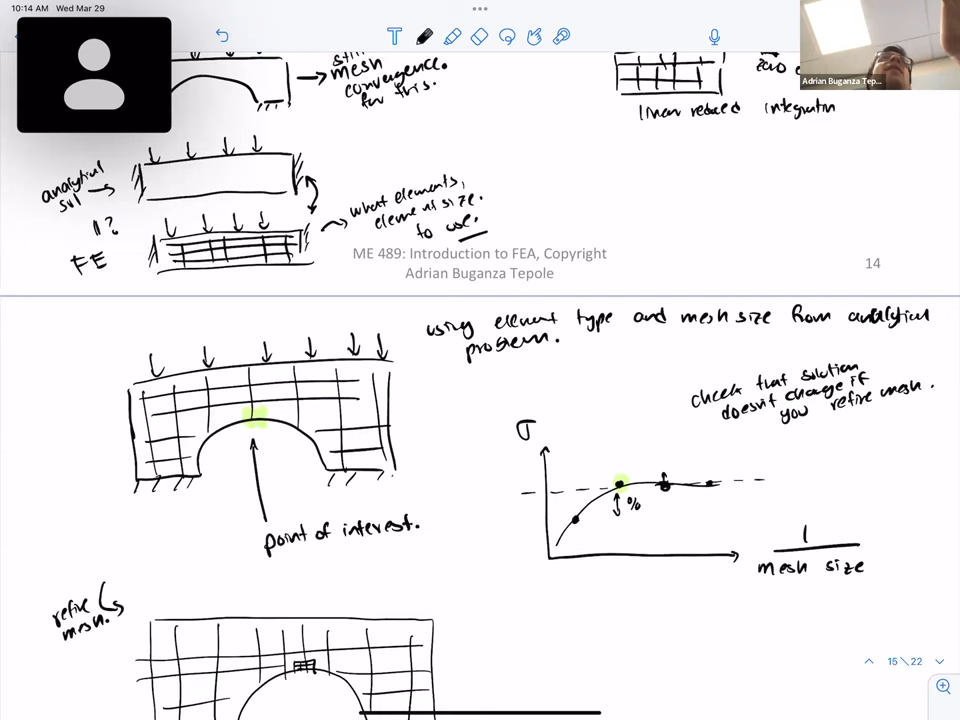 10:14 AM Wed Mar 29
Adrian Buganza Tep...
still
mesh
convergence.
for this.
zero
linear reduced integration
analytical
sol
11?
FE
what elements,
element size.
to use.
ME 489: Introduction to FEA, Copyright
Adrian Buganza Tepole
14
using element type and mesh size from analytical
problem.
check that solution
doesn't change if
you refine mesh.
σ
%
1
mesh size
point of interest.
refine
mesh.
15\22